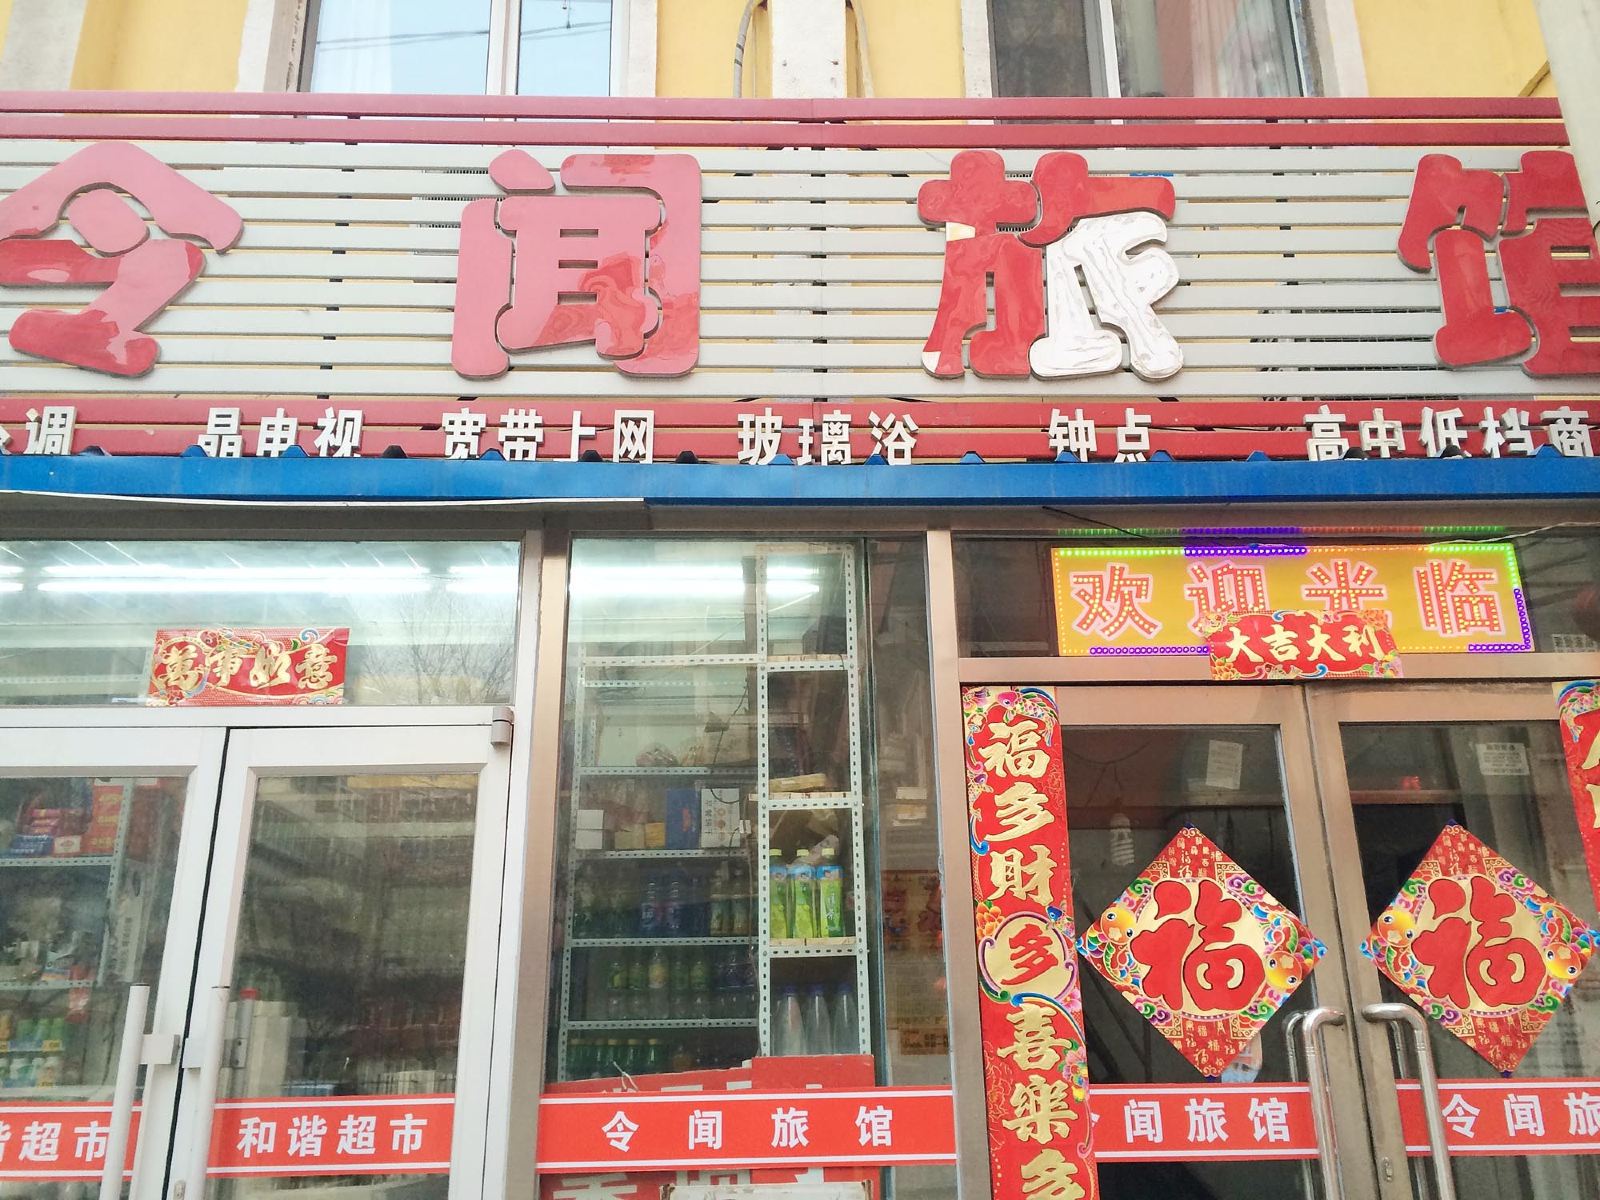 令闻旅馆
调 晶电视 宽带上网 玻璃浴 钟点 高中低档商
欢迎光临
大吉大利
萬事如意
福多財多喜樂多
福
福
谐超市
和谐超市
令闻旅馆
令闻旅馆
令闻旅